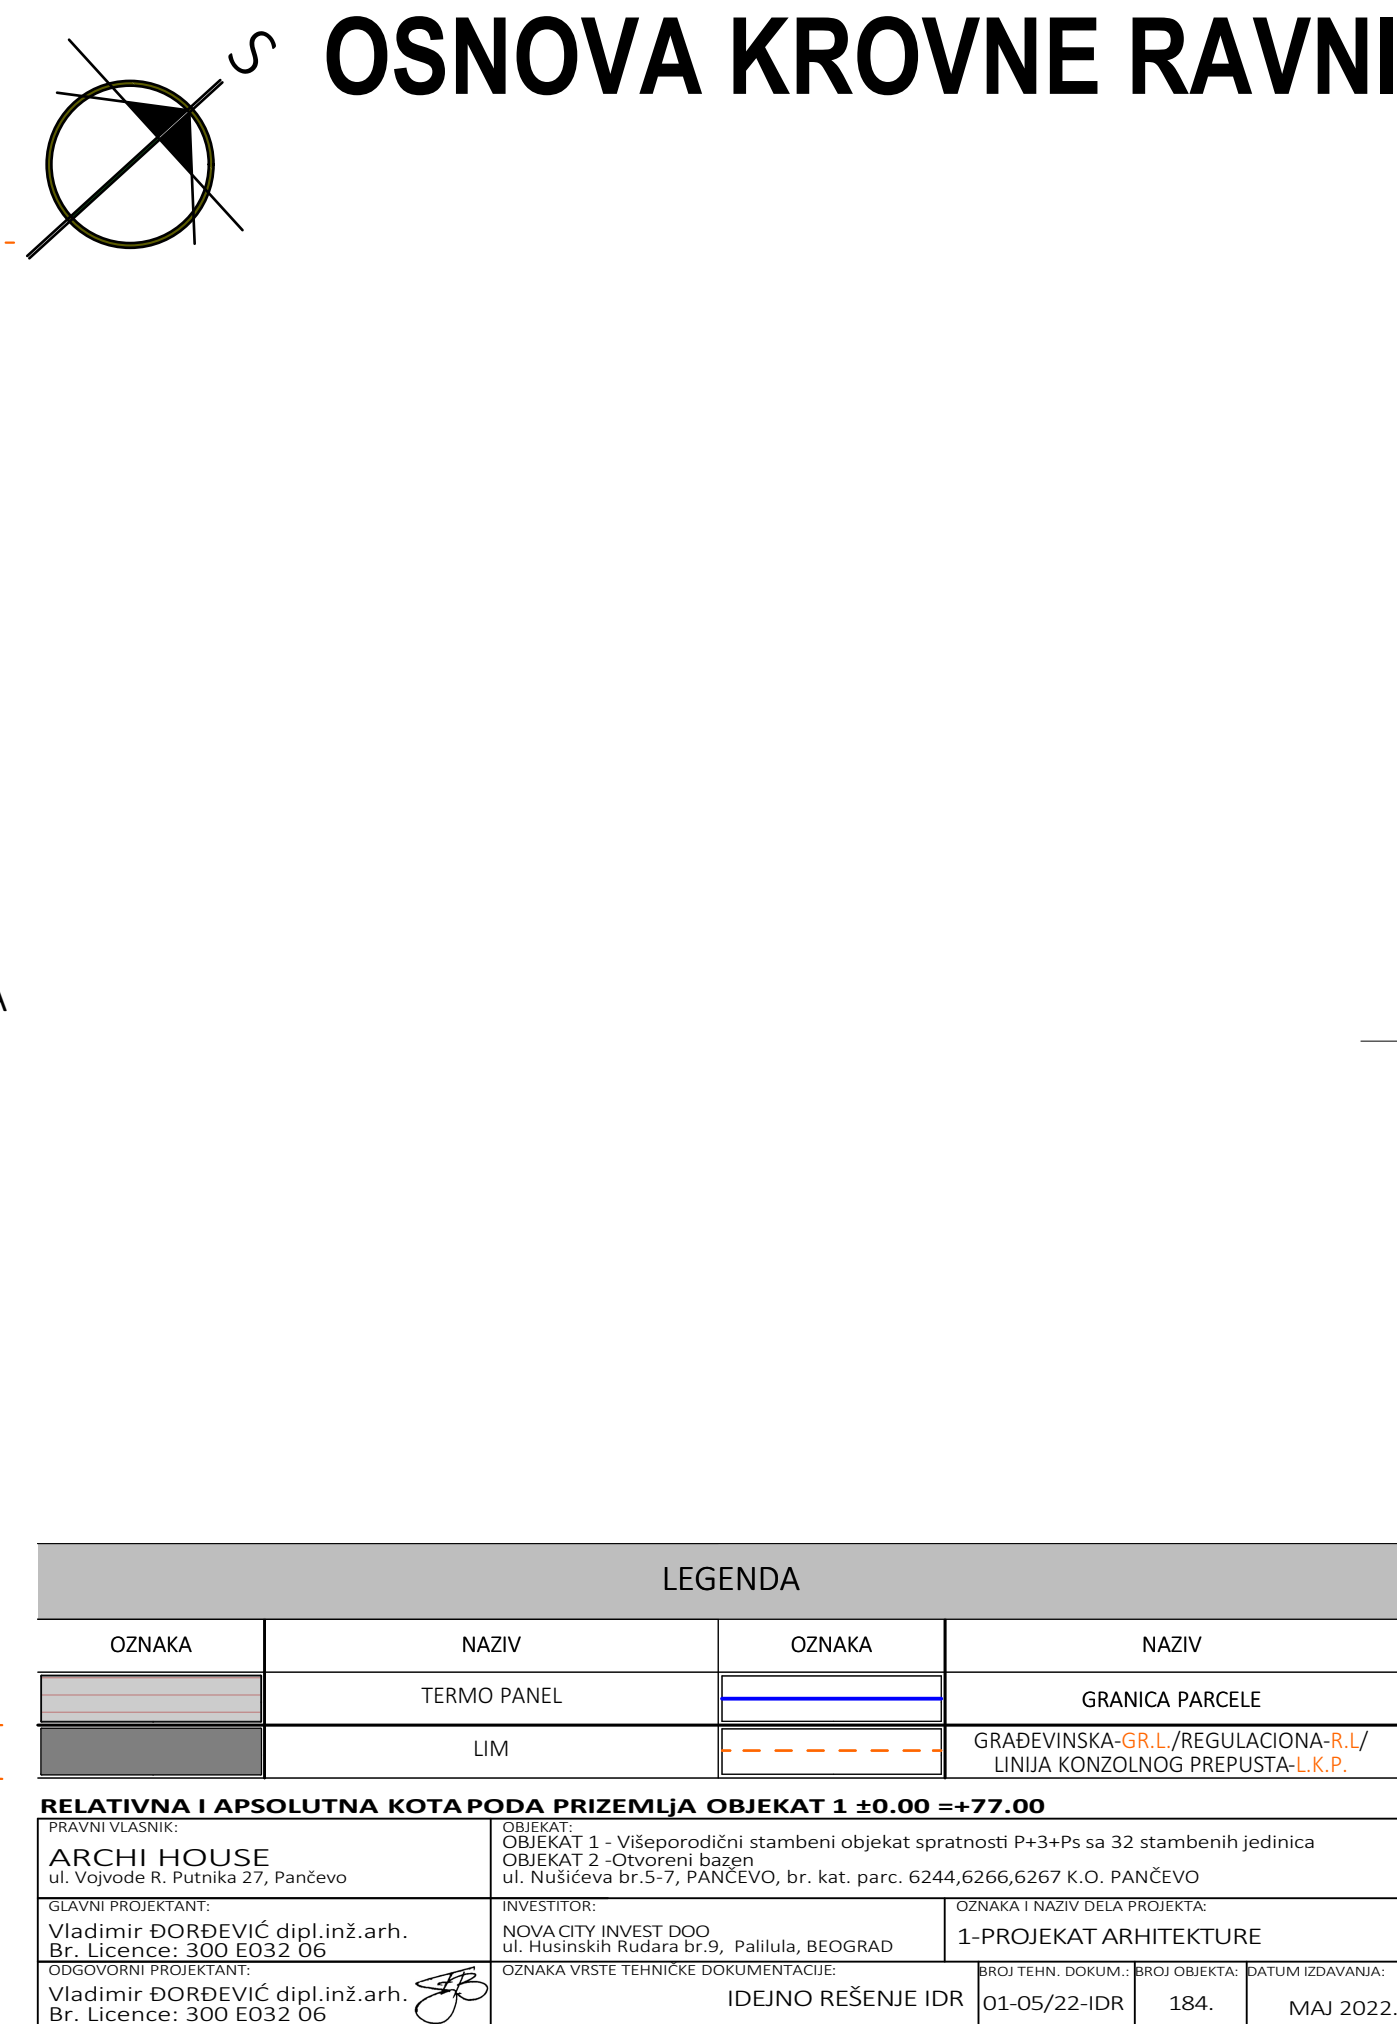 S
OSNOVA KROVNE RAVNI
A
LEGENDA
OZNAKA NAZIV OZNAKA NAZIV
TERMO PANEL GRANICA PARCELE
LIM GRAĐEVINSKA-GR.L./REGULACIONA-R.L/
LINIJA KONZOLNOG PREPUSTA-L.K.P.
RELATIVNA I APSOLUTNA KOTA PODA PRIZEMLjA OBJEKAT 1 ±0.00 =+77.00
PRAVNI VLASNIK:
ARCHI HOUSE
ul. Vojvode R. Putnika 27, Pančevo
OBJEKAT:
OBJEKAT 1 - Višeporodični stambeni objekat spratnosti P+3+Ps sa 32 stambenih jedinica
OBJEKAT 2 -Otvoreni bazen
ul. Nušićeva br.5-7, PANČEVO, br. kat. parc. 6244,6266,6267 K.O. PANČEVO
GLAVNI PROJEKTANT:
Vladimir ĐORĐEVIĆ dipl.inž.arh.
Br. Licence: 300 E032 06
INVESTITOR:
NOVA CITY INVEST DOO
ul. Husinskih Rudara br.9, Palilula, BEOGRAD
OZNAKA I NAZIV DELA PROJEKTA:
1-PROJEKAT ARHITEKTURE
ODGOVORNI PROJEKTANT:
Vladimir ĐORĐEVIĆ dipl.inž.arh.
Br. Licence: 300 E032 06
OZNAKA VRSTE TEHNIČKE DOKUMENTACIJE:
IDEJNO REŠENJE IDR
BROJ TEHN. DOKUM.:
01-05/22-IDR
BROJ OBJEKTA:
184.
DATUM IZDAVANJA:
MAJ 2022.